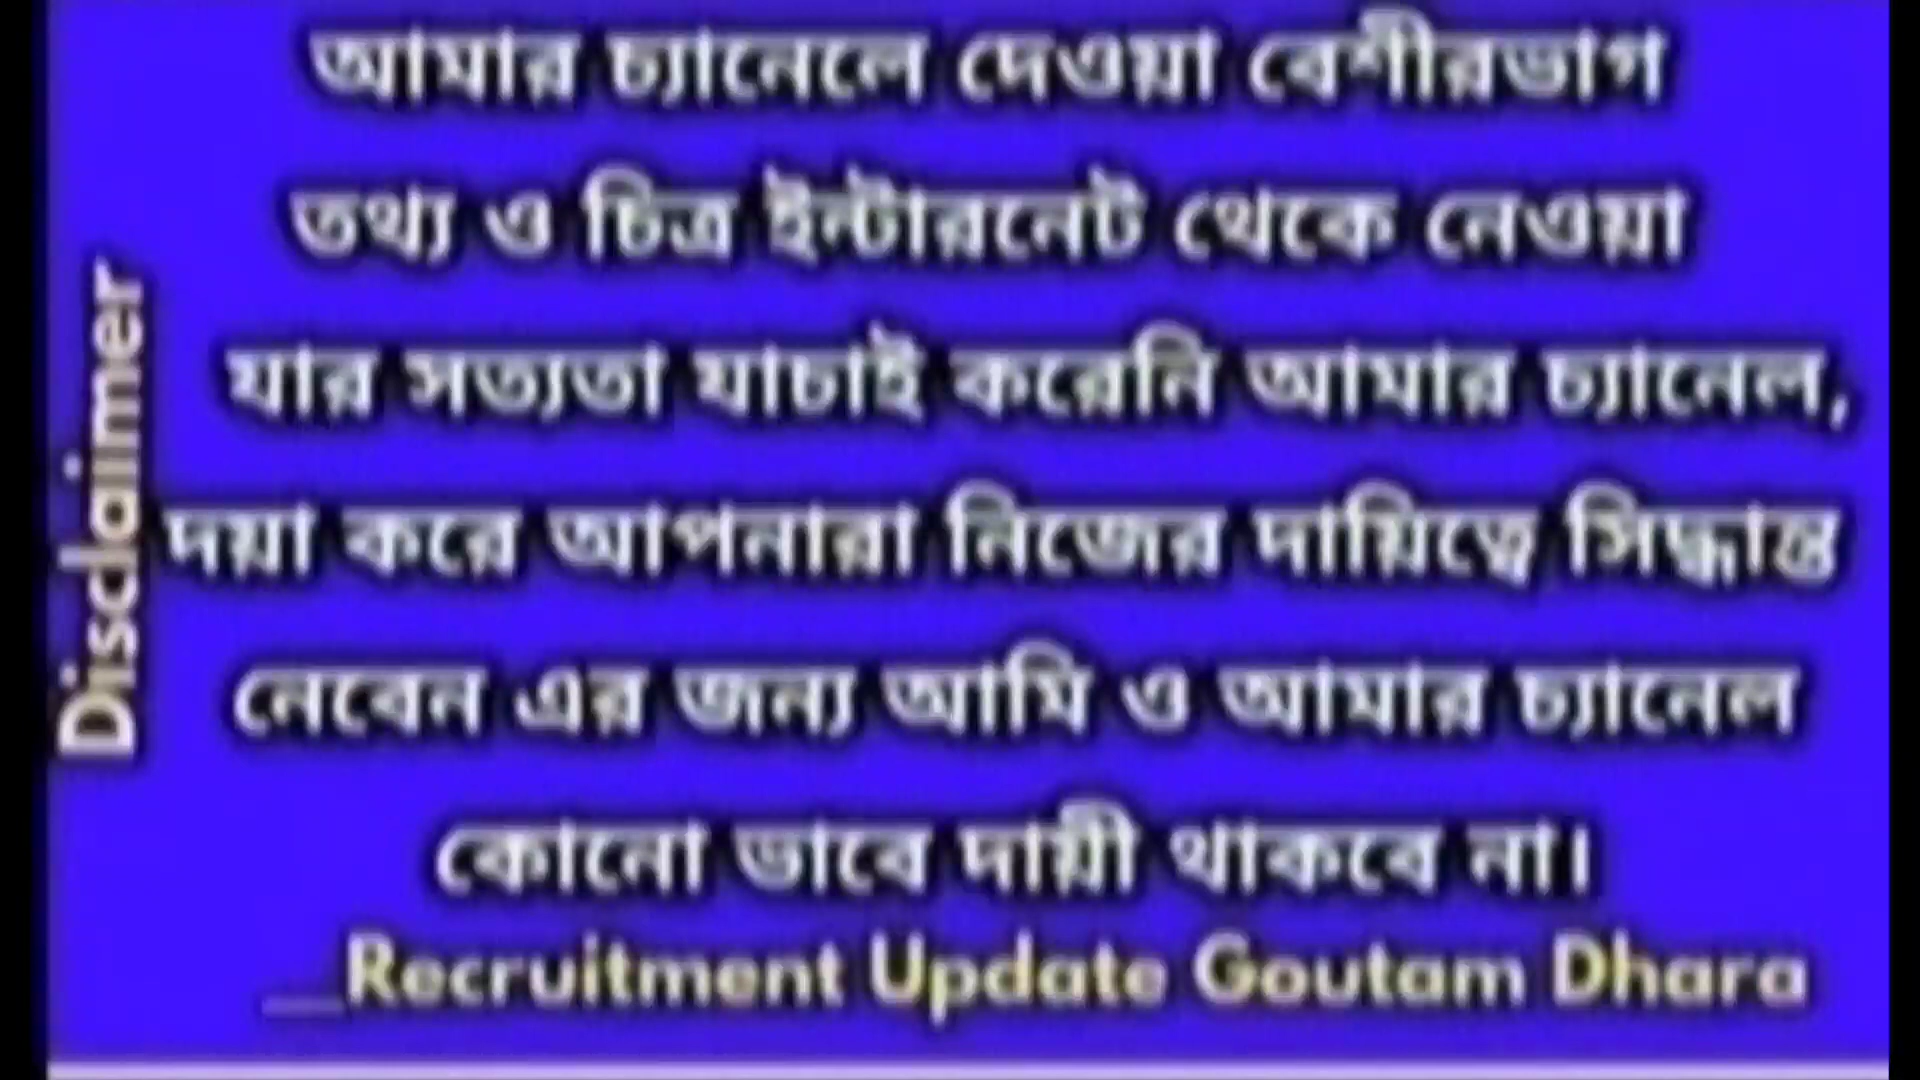 Disclaimer
আমার চ্যানেলে দেওয়া বেশীরভাগ
তথ্য ও চিত্র ইন্টারনেট থেকে নেওয়া
যার সত্যতা যাচাই করেনি আমার চ্যানেল,
দয়া করে আপনারা নিজের দায়িত্বে সিদ্ধান্ত
নেবেন এর জন্য আমি ও আমার চ্যানেল
কোনো ভাবে দায়ী থাকবে না।
__Recruitment Update Goutam Dhara